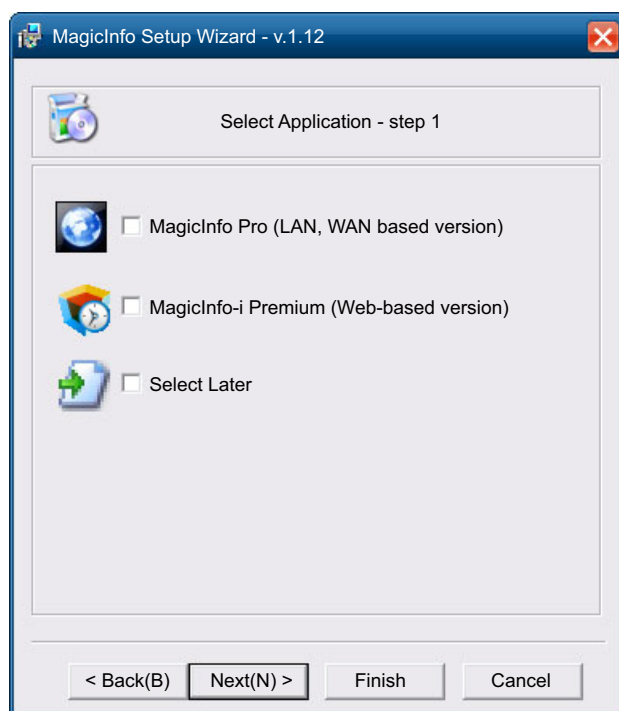 MagicInfo Setup Wizard - v.1.12
Select Application - step 1
MagicInfo Pro (LAN, WAN based version)
MagicInfo-i Premium (Web-based version)
Select Later
< Back(B) Next(N) > Finish Cancel